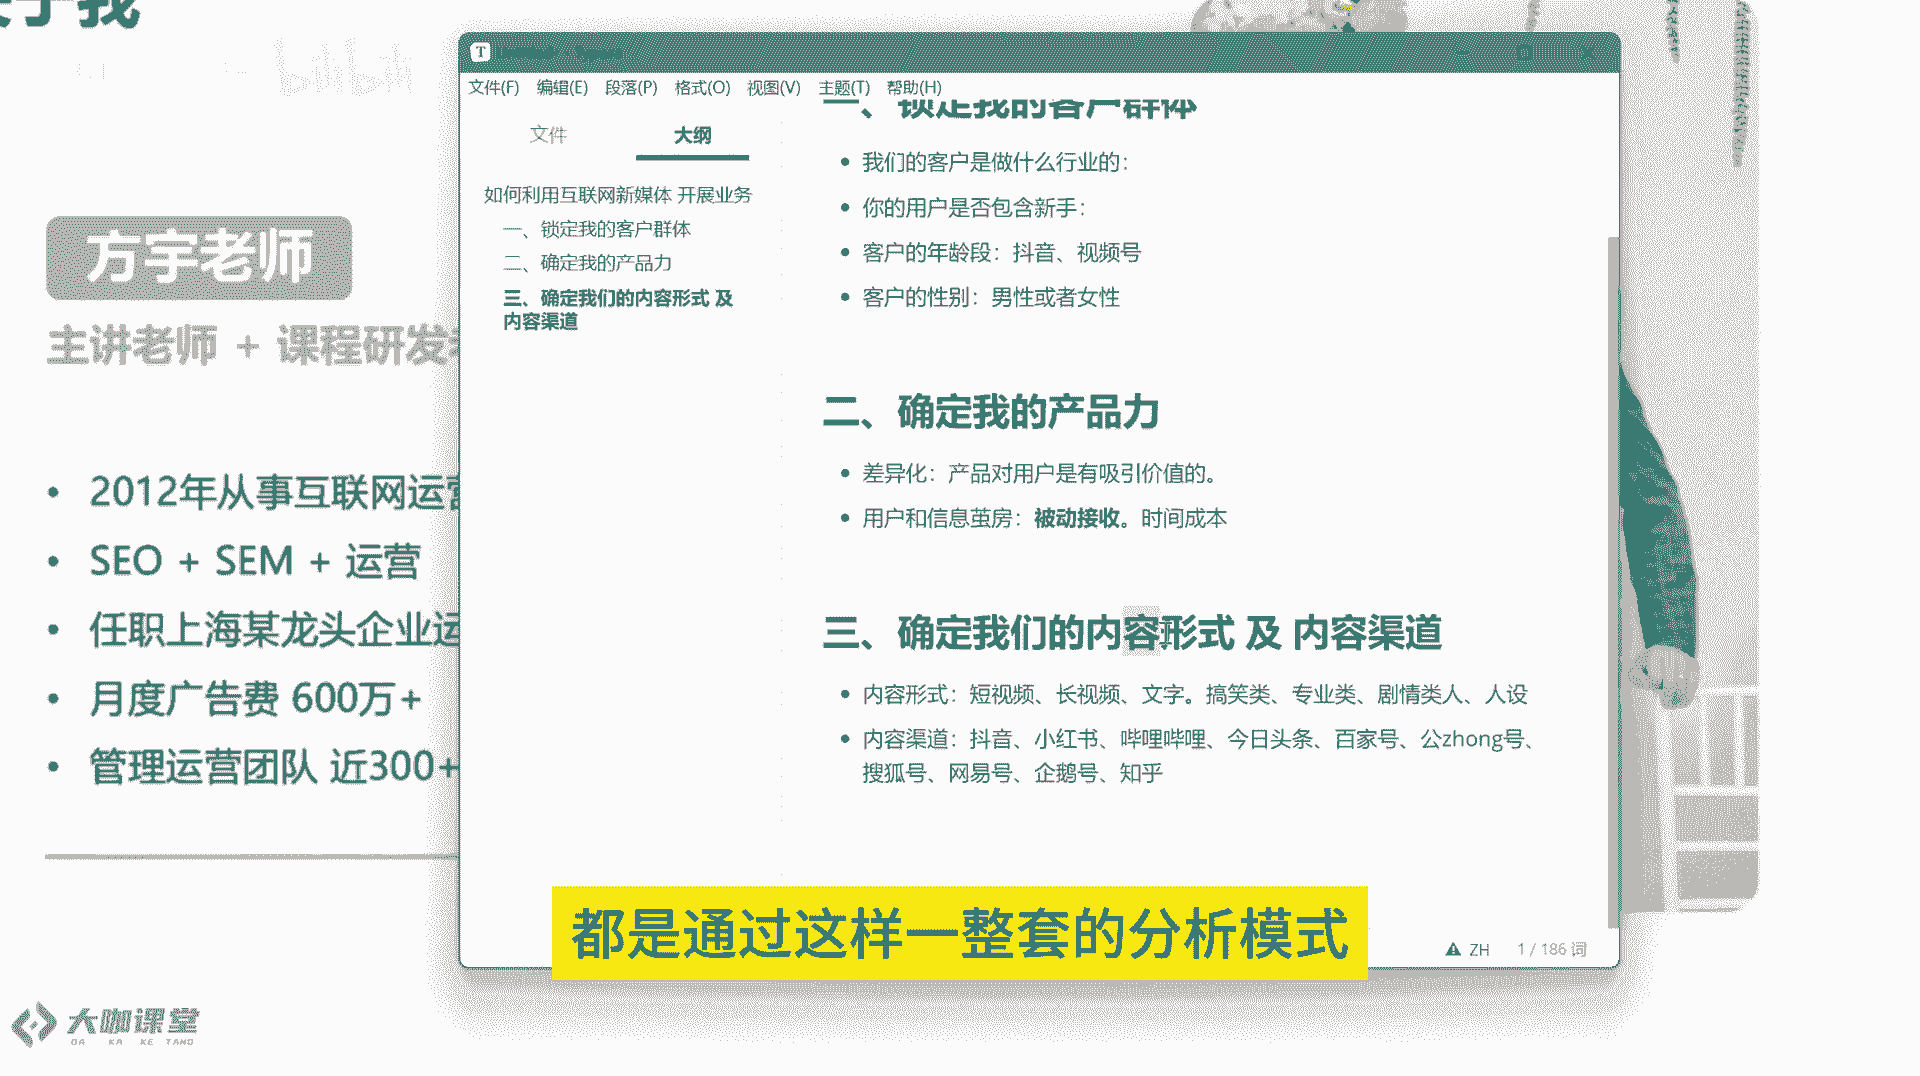 关于我
bilibili
方宇老师
主讲老师 + 课程研发老
2012年从事互联网运营
SEO + SEM + 运营
任职上海某龙头企业运
月度广告费 600万+
管理运营团队 近300+
大咖课堂
DA KA KE TANG
文件(F) 编辑(E) 段落(P) 格式(O) 视图(V) 主题(T) 帮助(H)
文件 大纲
如何利用互联网新媒体 开展业务
一、锁定我的客户群体
二、确定我的产品力
三、确定我们的内容形式 及
内容渠道
一、锁定我的客户群体
我们的客户是做什么行业的：
你的用户是否包含新手：
客户的年龄段：抖音、视频号
客户的性别：男性或者女性
二、确定我的产品力
差异化：产品对用户是有吸引价值的。
用户和信息茧房：被动接收。时间成本
三、确定我们的内容形式 及 内容渠道
内容形式：短视频、长视频、文字。搞笑类、专业类、剧情类人、人设
内容渠道：抖音、小红书、哔哩哔哩、今日头条、百家号、公zhong号、
搜狐号、网易号、企鹅号、知乎
ZH 1 / 186 词
都是通过这样一整套的分析模式